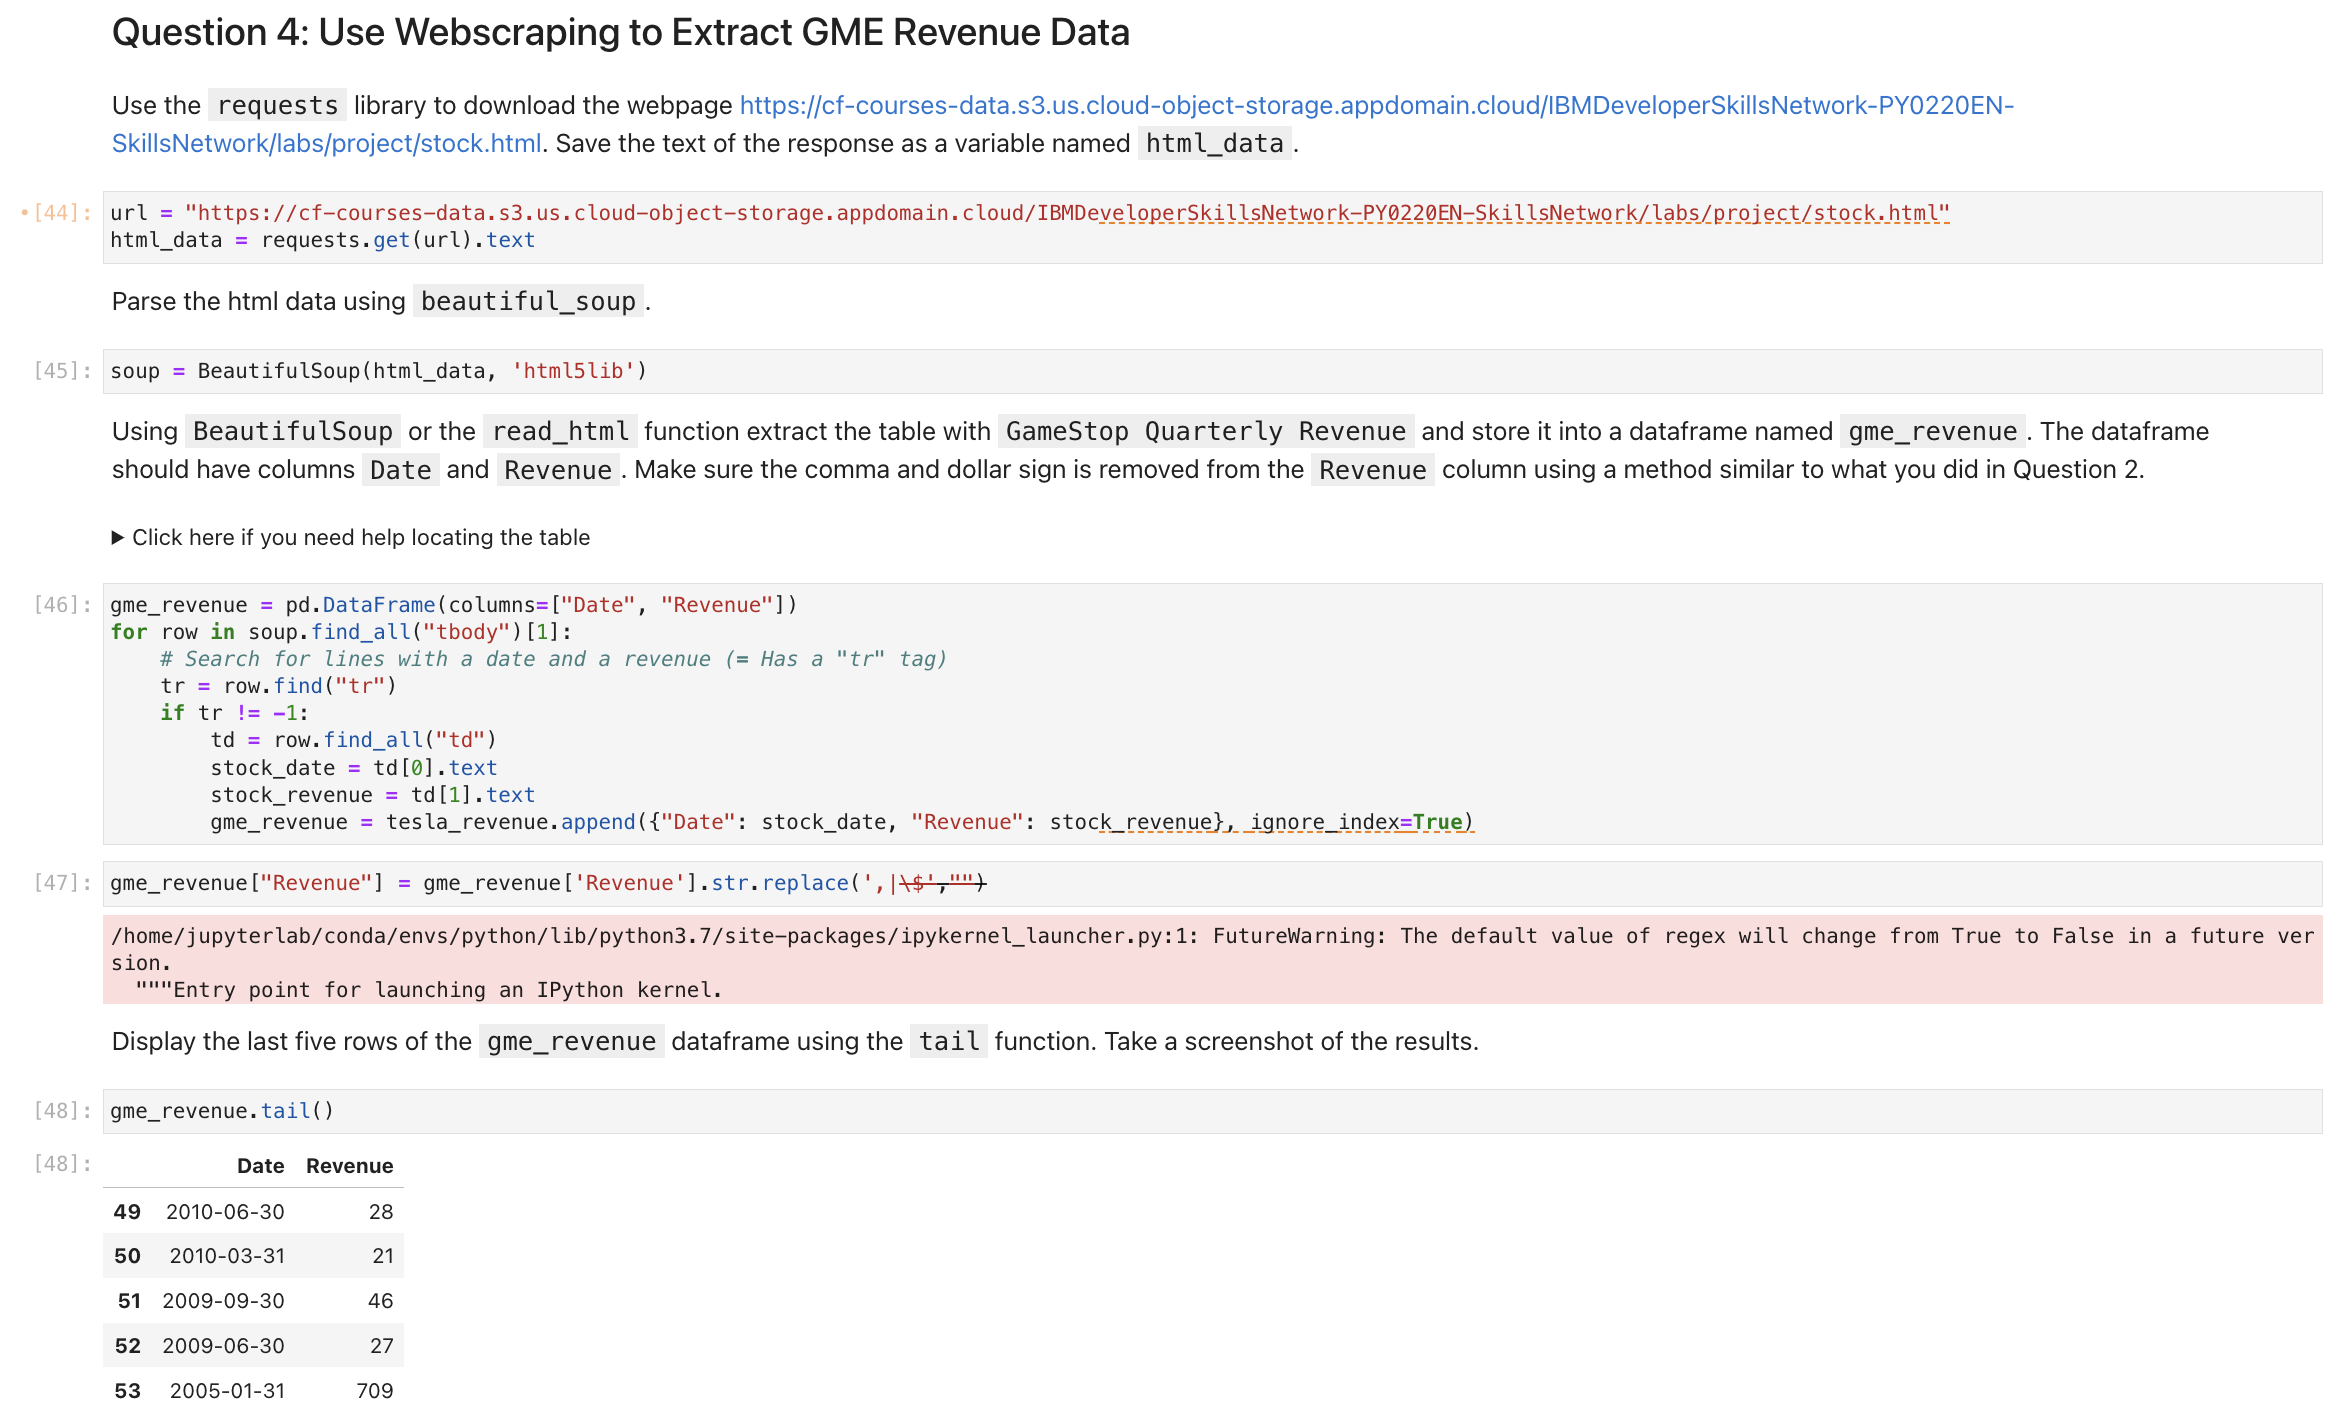 Question 4: Use Webscraping to Extract GME Revenue Data
Use the requests library to download the webpage https://cf-courses-data.s3.us.cloud-object-storage.appdomain.cloud/IBMDeveloperSkillsNetwork-PY0220EN-
SkillsNetwork/labs/project/stock.html. Save the text of the response as a variable named html_data.
•[44]: url = "https://cf-courses-data.s3.us.cloud-object-storage.appdomain.cloud/IBMDeveloperSkillsNetwork-PY0220EN-SkillsNetwork/labs/project/stock.html"
html_data = requests.get(url).text
Parse the html data using beautiful_soup.
[45]: soup = BeautifulSoup(html_data, 'html5lib')
Using BeautifulSoup or the read_html function extract the table with GameStop Quarterly Revenue and store it into a dataframe named gme_revenue. The dataframe
should have columns Date and Revenue. Make sure the comma and dollar sign is removed from the Revenue column using a method similar to what you did in Question 2.
▶ Click here if you need help locating the table
[46]: gme_revenue = pd.DataFrame(columns=["Date", "Revenue"])
for row in soup.find_all("tbody")[1]:
    # Search for lines with a date and a revenue (= Has a "tr" tag)
    tr = row.find("tr")
    if tr != -1:
        td = row.find_all("td")
        stock_date = td[0].text
        stock_revenue = td[1].text
        gme_revenue = tesla_revenue.append({"Date": stock_date, "Revenue": stock_revenue}, ignore_index=True)
[47]: gme_revenue["Revenue"] = gme_revenue['Revenue'].str.replace(',|\$',"")
/home/jupyterlab/conda/envs/python/lib/python3.7/site-packages/ipykernel_launcher.py:1: FutureWarning: The default value of regex will change from True to False in a future ver
sion.
  """Entry point for launching an IPython kernel.
Display the last five rows of the gme_revenue dataframe using the tail function. Take a screenshot of the results.
[48]: gme_revenue.tail()
[48]: Date Revenue
49 2010-06-30 28
50 2010-03-31 21
51 2009-09-30 46
52 2009-06-30 27
53 2005-01-31 709